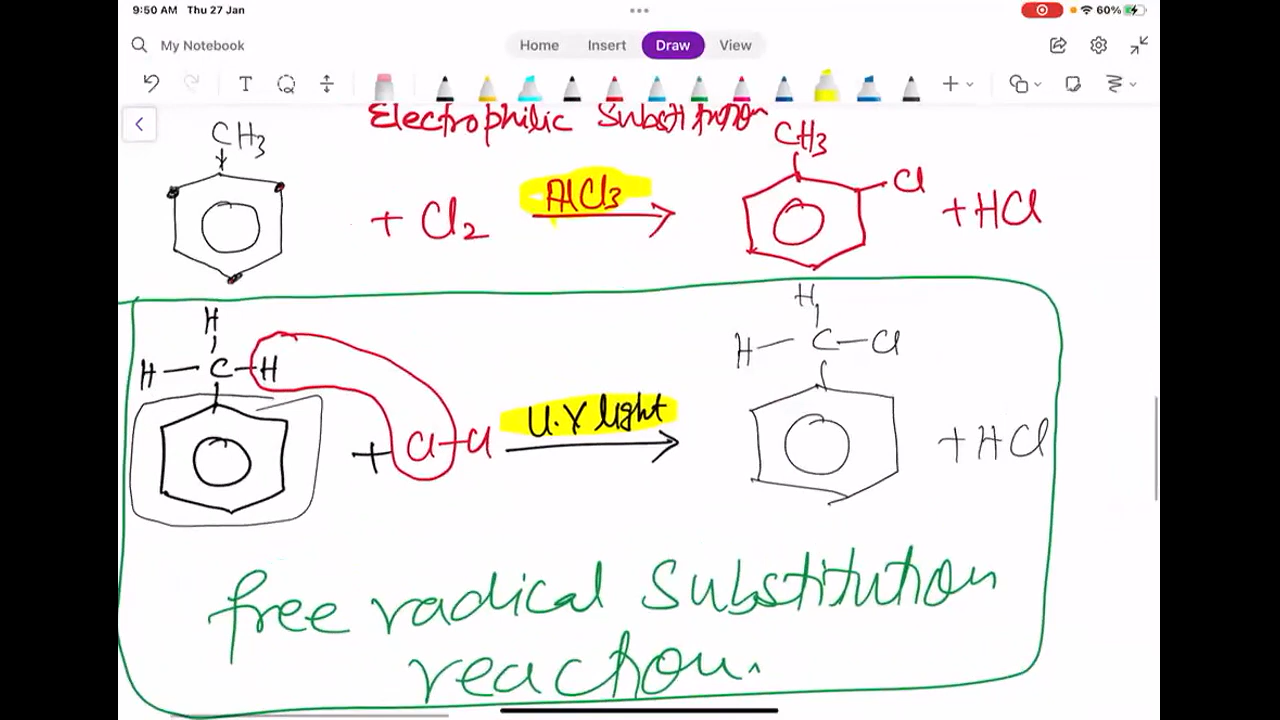 9:50 AM Thu 27 Jan
60%
My Notebook
Home Insert Draw View
Electrophilic Substitution
CH3
CH3
+ Cl2
AlCl3
Cl
+HCl
H
H
H — C — H
H — C — Cl
+ Cl — Cl
U.V light
+HCl
free radical Substitution
reaction.